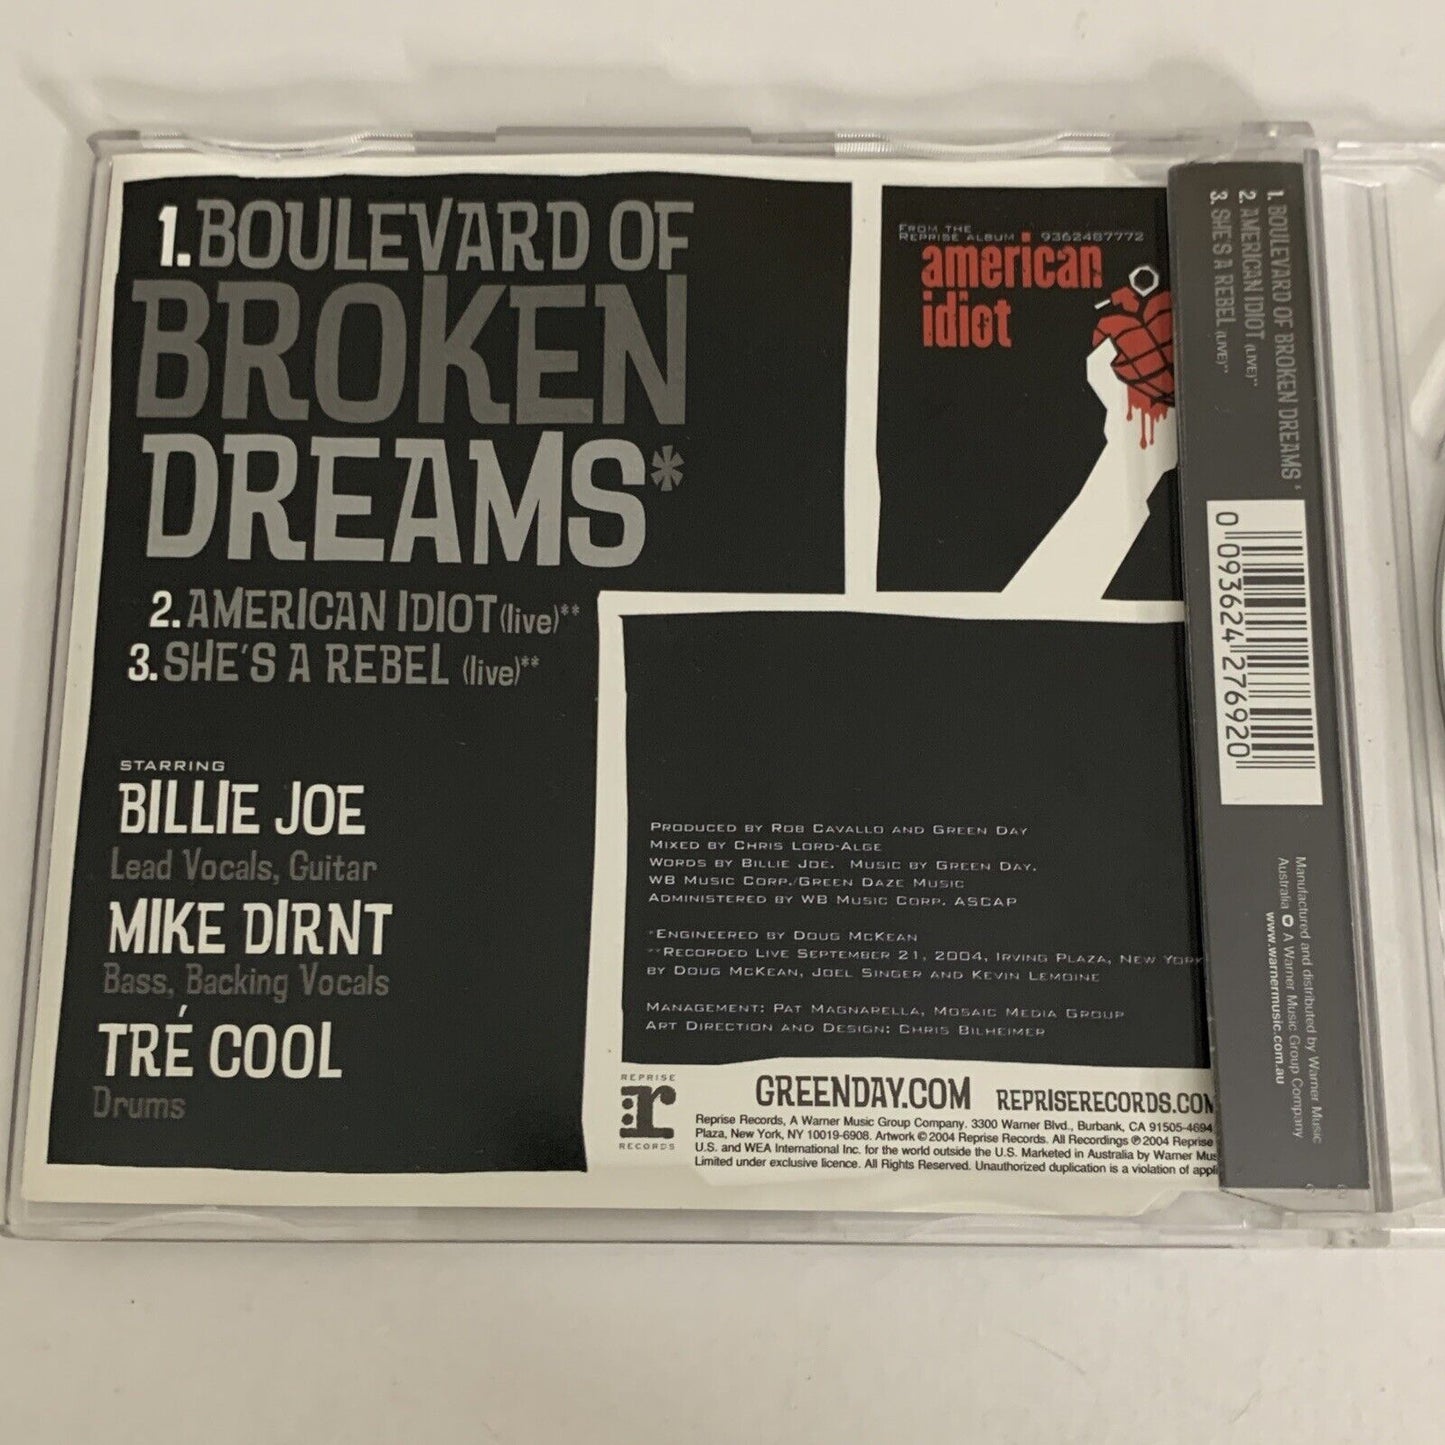 1. BOULEVARD OF
BROKEN
DREAMS*
2. AMERICAN IDIOT (live)**
3. SHE'S A REBEL (live)**
STARRING
BILLIE JOE
Lead Vocals, Guitar
MIKE DIRNT
Bass, Backing Vocals
TRÉ COOL
Drums
FROM THE
REPRISE ALBUM 9362487772
american
idiot
PRODUCED BY ROB CAVALLO AND GREEN DAY
MIXED BY CHRIS LORD-ALGE
WORDS BY BILLIE JOE. MUSIC BY GREEN DAY.
WB MUSIC CORP./GREEN DAZE MUSIC
ADMINISTERED BY WB MUSIC CORP. ASCAP
*ENGINEERED BY DOUG MCKEAN
**RECORDED LIVE SEPTEMBER 21, 2004, IRVING PLAZA, NEW YORK
BY DOUG MCKEAN, JOEL SINGER AND KEVIN LEMOINE
MANAGEMENT: PAT MAGNARELLA, MOSAIC MEDIA GROUP
ART DIRECTION AND DESIGN: CHRIS BILHEIMER
REPRISE
r
RECORDS
GREENDAY.COM REPRISERECORDS.COM
Reprise Records, A Warner Music Group Company. 3300 Warner Blvd., Burbank, CA 91505-4694
Plaza, New York, NY 10019-6908. Artwork © 2004 Reprise Records. All Recordings ℗ 2004 Reprise
U.S. and WEA International Inc. for the world outside the U.S. Marketed in Australia by Warner Mus
Limited under exclusive licence. All Rights Reserved. Unauthorized duplication is a violation of appli
1. BOULEVARD OF BROKEN DREAMS *
2. AMERICAN IDIOT (LIVE)**
3. SHE'S A REBEL (LIVE)**
0 093624 276920
Manufactured and distributed by Warner Music
Australia A Warner Music Group Company
www.warnermusic.com.au